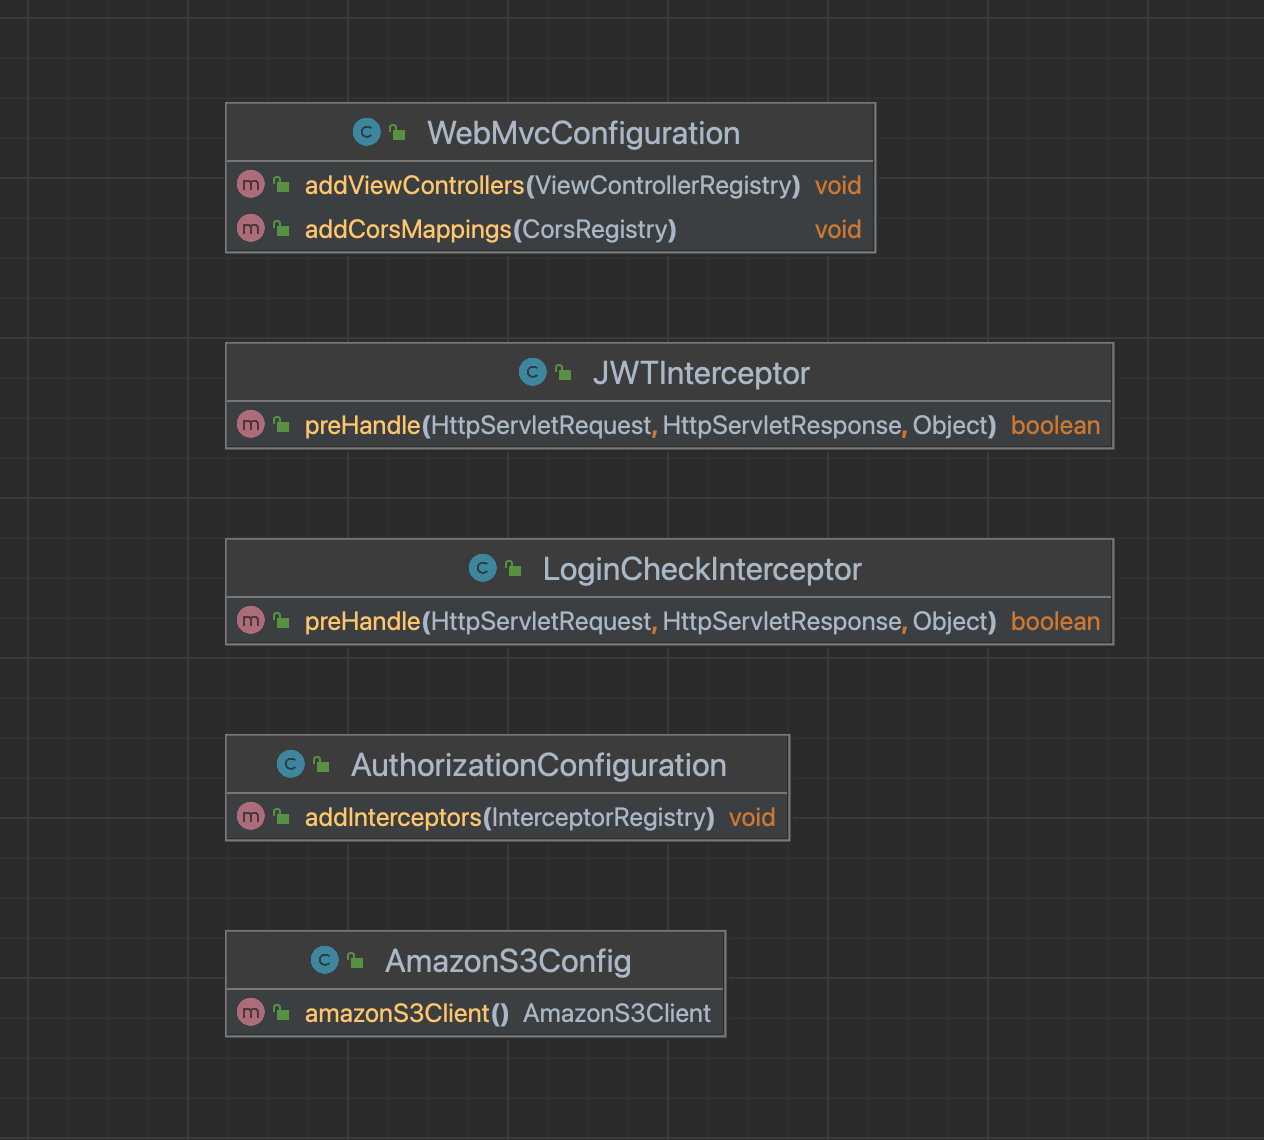 WebMvcConfiguration
addViewControllers(ViewControllerRegistry) void
addCorsMappings(CorsRegistry) void
JWTInterceptor
preHandle(HttpServletRequest, HttpServletResponse, Object) boolean
LoginCheckInterceptor
preHandle(HttpServletRequest, HttpServletResponse, Object) boolean
AuthorizationConfiguration
addInterceptors(InterceptorRegistry) void
AmazonS3Config
amazonS3Client() AmazonS3Client